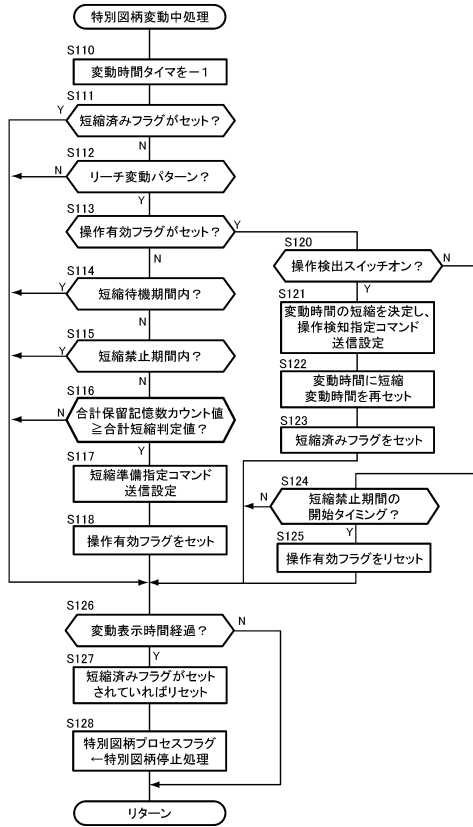 特別図柄変動中処理
S110
変動時間タイマを－１
S111
短縮済みフラグがセット？
Y
N
S112
リーチ変動パターン？
N
Y
S113
操作有効フラグがセット？
Y
N
S114
短縮待機期間内？
Y
N
S115
短縮禁止期間内？
Y
N
S116
合計保留記憶数カウント値
≧合計短縮判定値？
N
Y
S117
短縮準備指定コマンド
送信設定
S118
操作有効フラグをセット
S120
操作検出スイッチオン？
N
Y
S121
変動時間の短縮を決定し、
操作検知指定コマンド
送信設定
S122
変動時間に短縮
変動時間を再セット
S123
短縮済みフラグをセット
S124
短縮禁止期間の
開始タイミング？
N
Y
S125
操作有効フラグをリセット
S126
変動表示時間経過？
N
Y
S127
短縮済みフラグがセット
されていればリセット
S128
特別図柄プロセスフラグ
←特別図柄停止処理
リターン